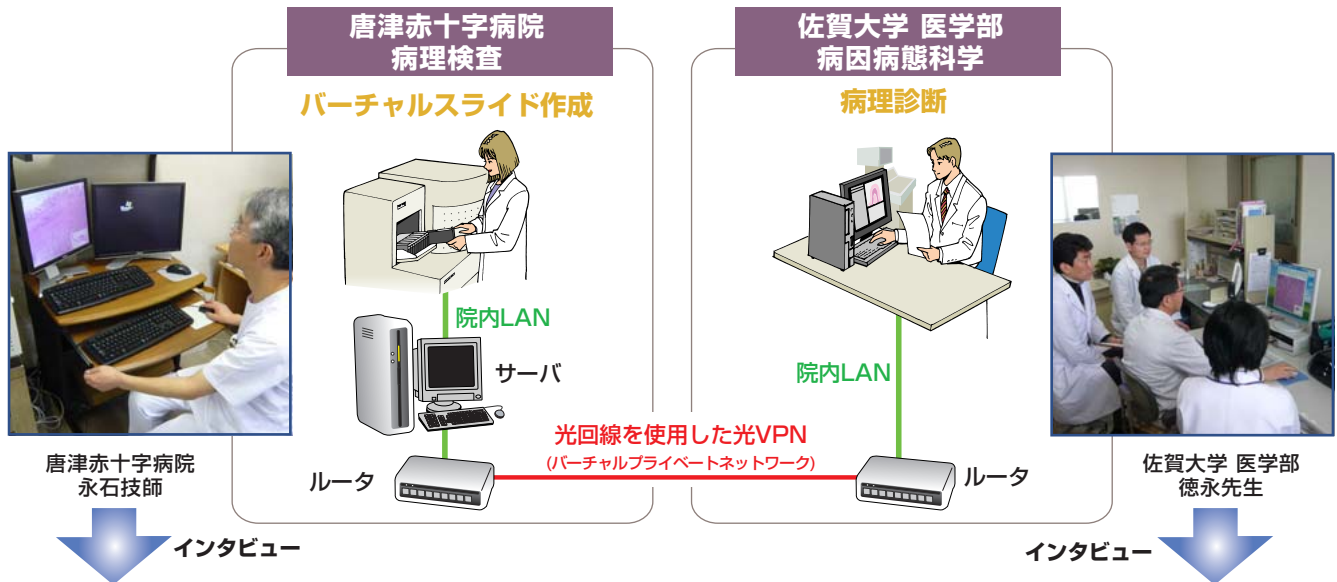 唐津赤十字病院
病理検査
バーチャルスライド作成
院内LAN
サーバ
ルータ
佐賀大学 医学部
病因病態科学
病理診断
院内LAN
ルータ
光回線を使用した光VPN
(バーチャルプライベートネットワーク)
唐津赤十字病院
永石技師
インタビュー
佐賀大学 医学部
徳永先生
インタビュー